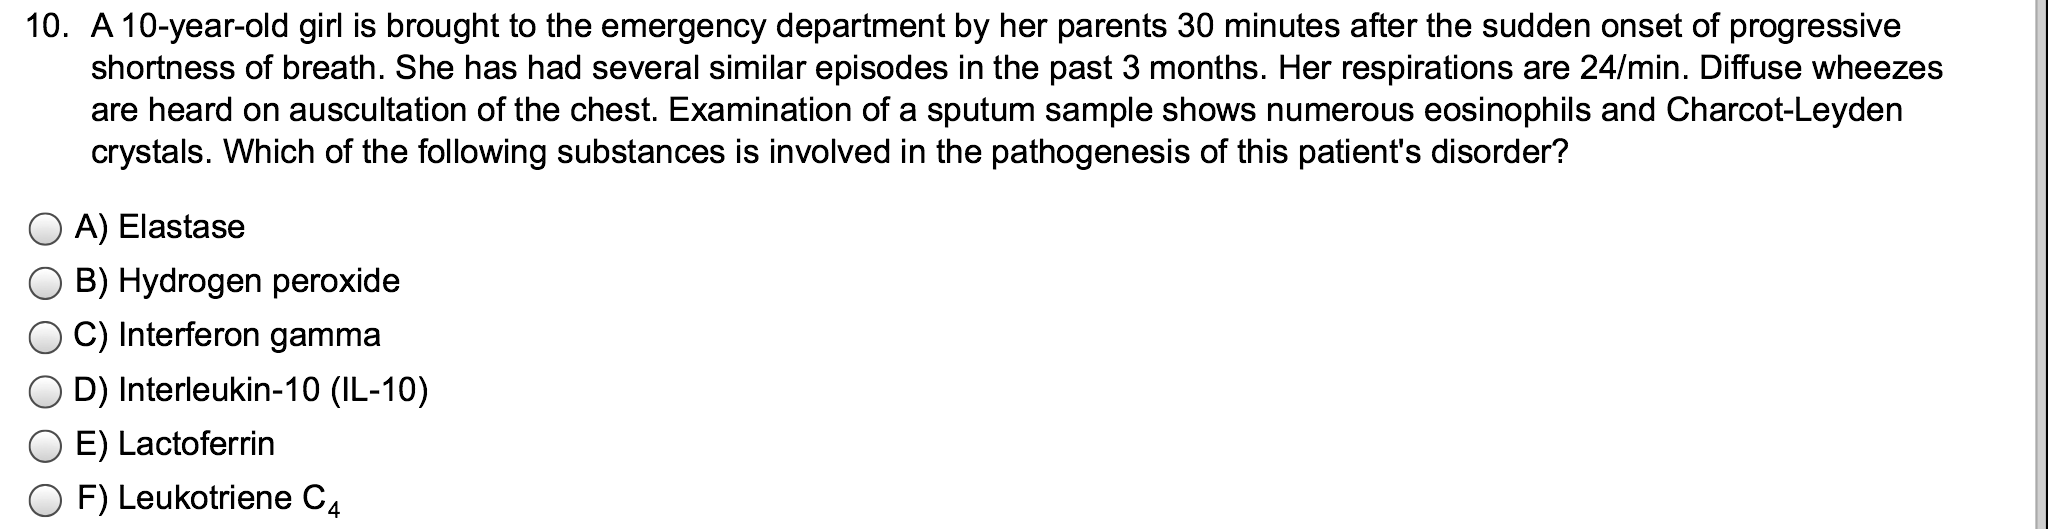 10. A 10-year-old girl is brought to the emergency department by her parents 30 minutes after the sudden onset of progressive
shortness of breath. She has had several similar episodes in the past 3 months. Her respirations are 24/min. Diffuse wheezes
are heard on auscultation of the chest. Examination of a sputum sample shows numerous eosinophils and Charcot-Leyden
crystals. Which of the following substances is involved in the pathogenesis of this patient's disorder?
A) Elastase
B) Hydrogen peroxide
C) Interferon gamma
D) Interleukin-10 (IL-10)
E) Lactoferrin
F) Leukotriene C₄